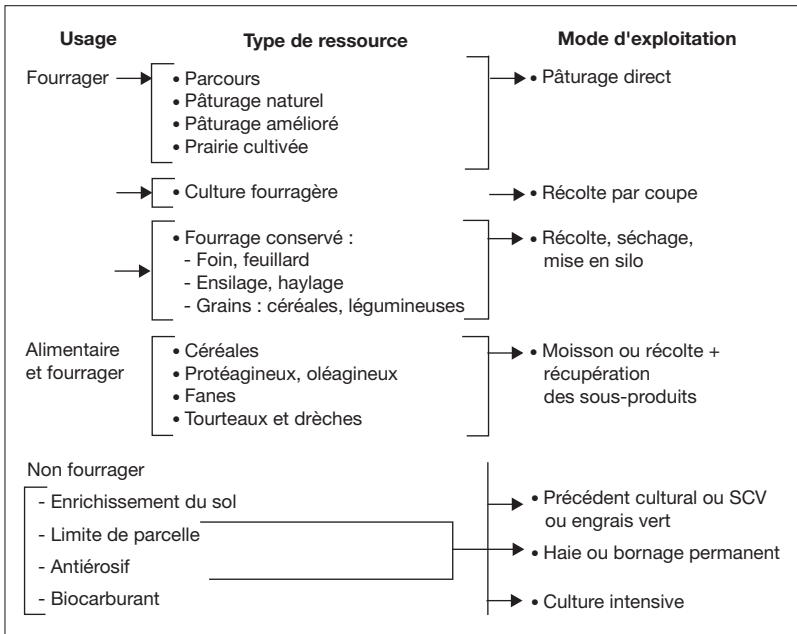 Usage Type de ressource Mode d'exploitation
Fourrager • Parcours • Pâturage direct
• Pâturage naturel
• Pâturage amélioré
• Prairie cultivée
• Culture fourragère • Récolte par coupe
• Fourrage conservé : • Récolte, séchage,
- Foin, feuillard mise en silo
- Ensilage, haylage
- Grains : céréales, légumineuses
Alimentaire • Céréales • Moisson ou récolte +
et fourrager • Protéagineux, oléagineux récupération
• Fanes des sous-produits
• Tourteaux et drèches
Non fourrager
- Enrichissement du sol • Précédent cultural ou SCV
ou engrais vert
- Limite de parcelle • Haie ou bornage permanent
- Antiérosif
- Biocarburant • Culture intensive